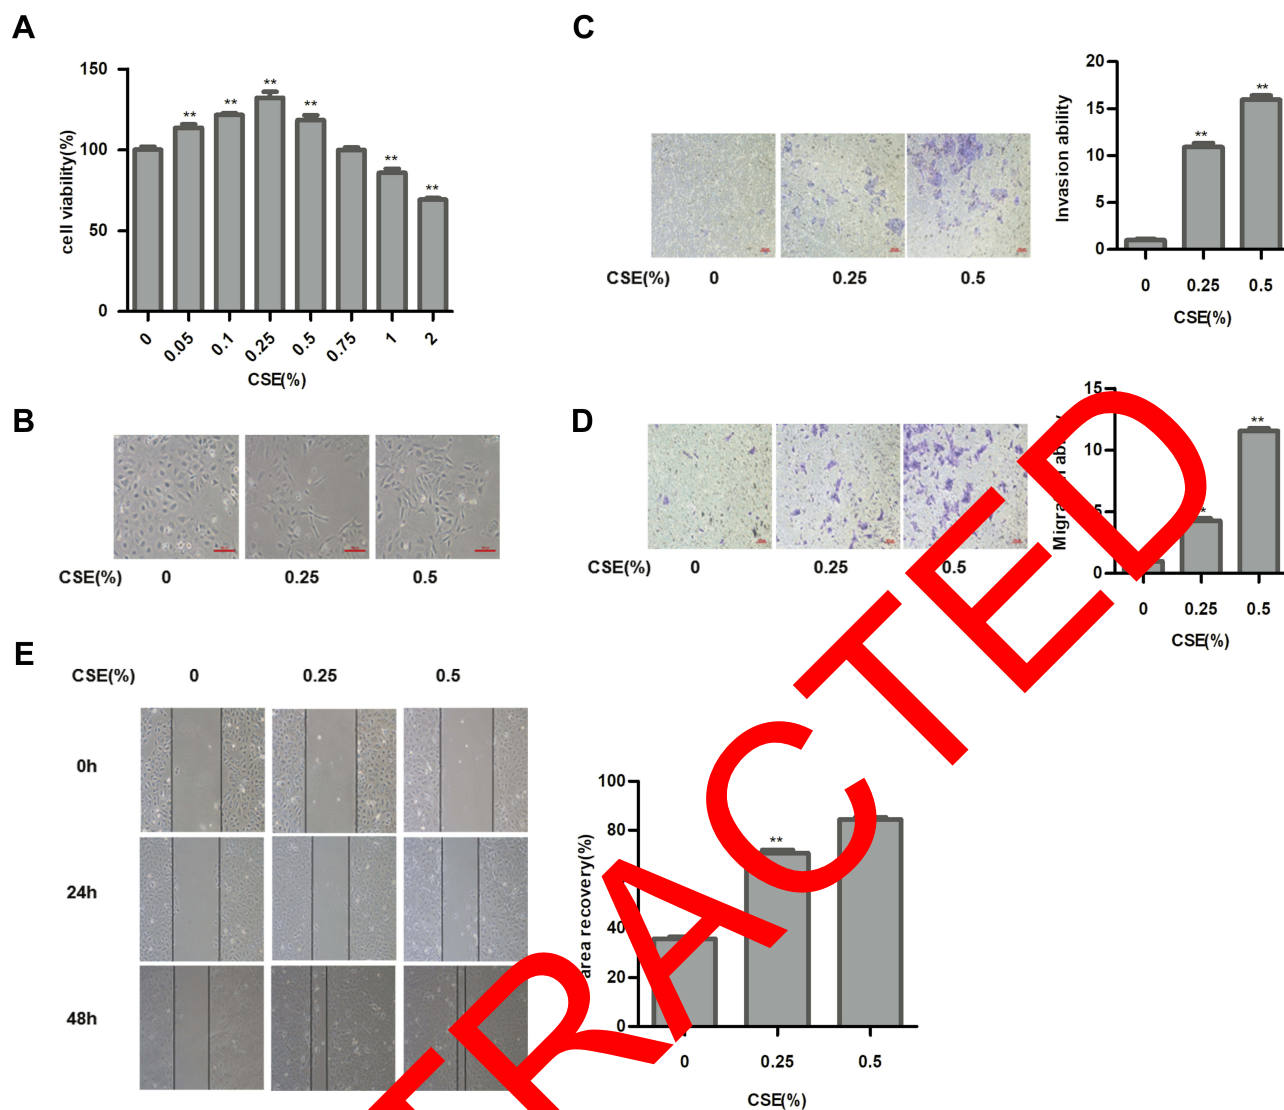 A
150
100
50
0
cell viability(%)
** ** ** ** ** **
0 0.05 0.1 0.25 0.5 0.75 1 2
CSE(%)
B
CSE(%) 0 0.25 0.5
C
CSE(%) 0 0.25 0.5
20
15
10
5
0
Invasion ability
** **
0 0.25 0.5
CSE(%)
D
CSE(%) 0 0.25 0.5
15
10
5
0
**
0 0.25 0.5
CSE(%)
E
CSE(%) 0 0.25 0.5
0h
24h
48h
100
80
40
20
0
area recovery(%)
**
0 0.25 0.5
CSE(%)